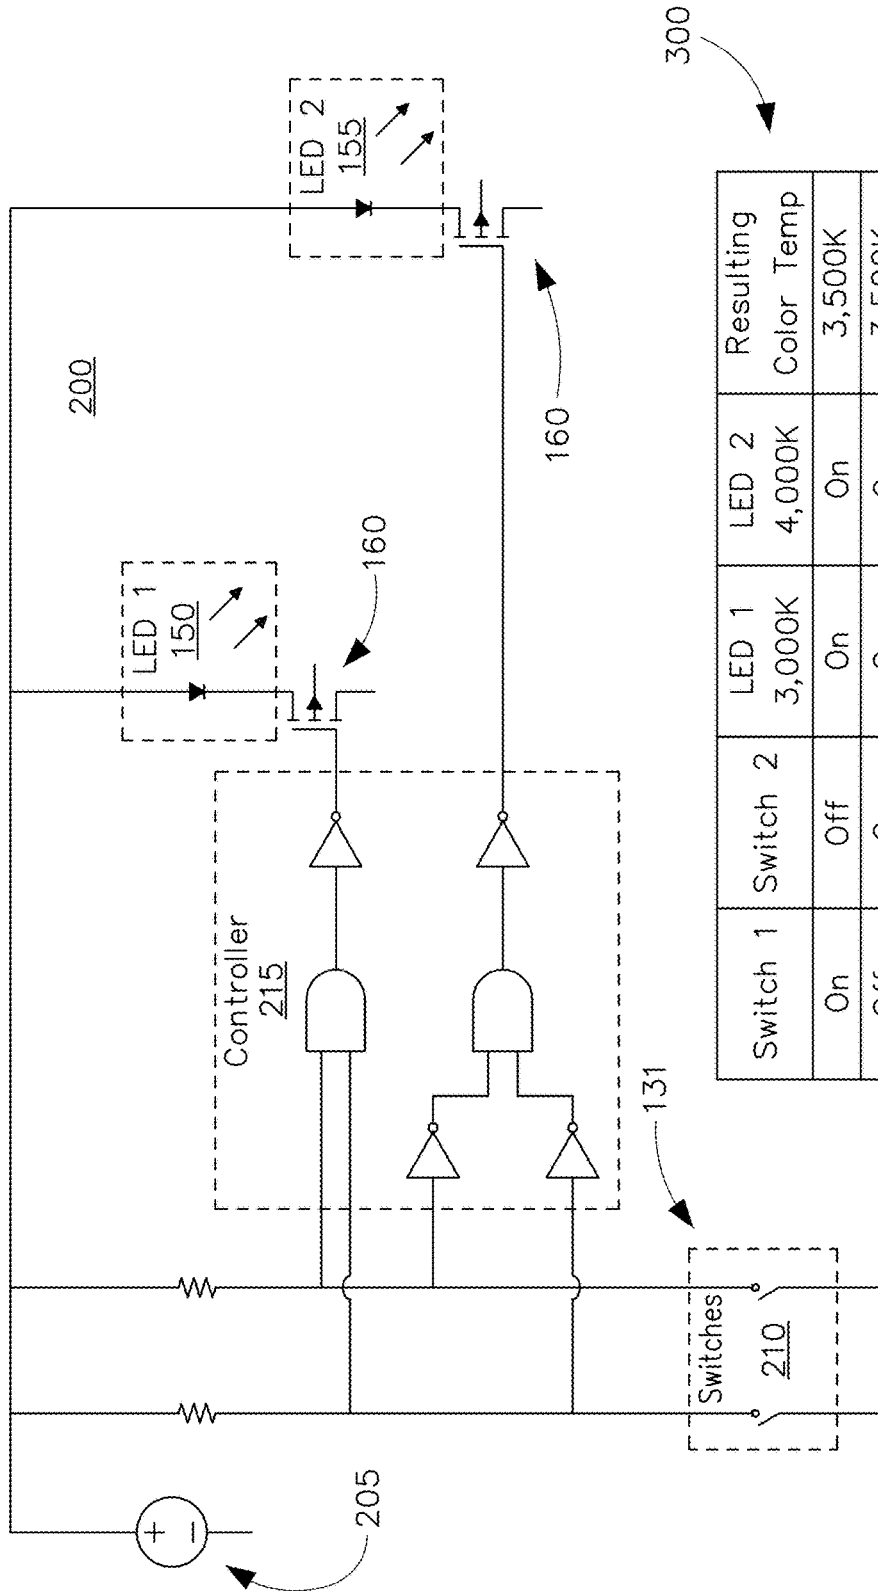 LED 2
155
200
LED 1
150
160
160
Controller
215
131
Switches
210
205
+
−
300
Switch 1
Switch 2
LED 1
3,000K
LED 2
4,000K
Resulting
Color Temp
On
Off
On
On
3,500K